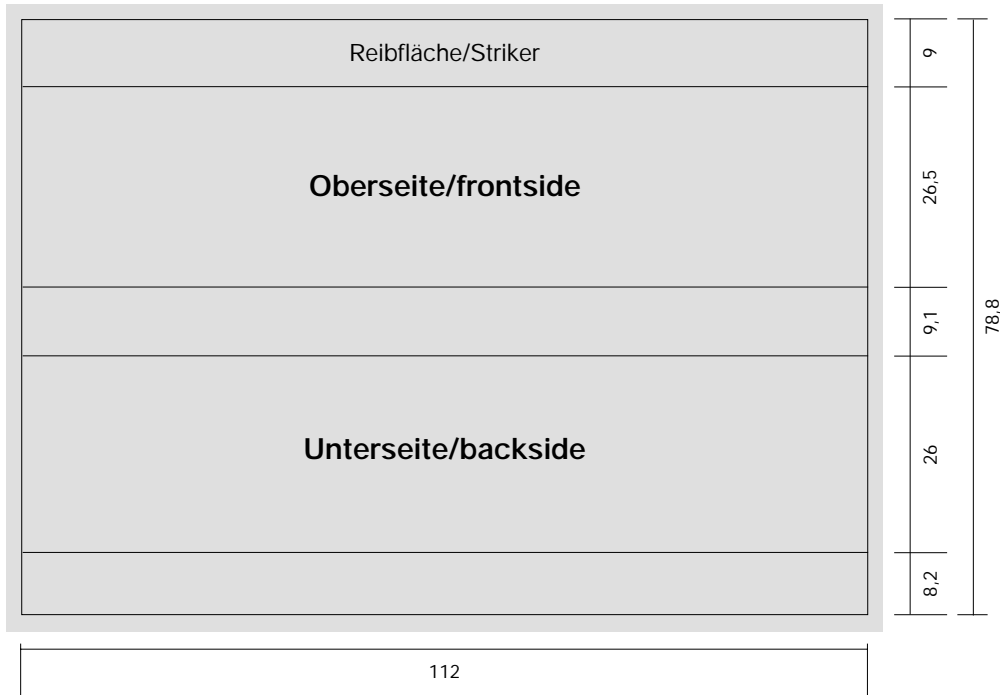 Reibfläche/Striker
9
Oberseite/frontside
26,5
9,1
78,8
Unterseite/backside
26
8,2
112